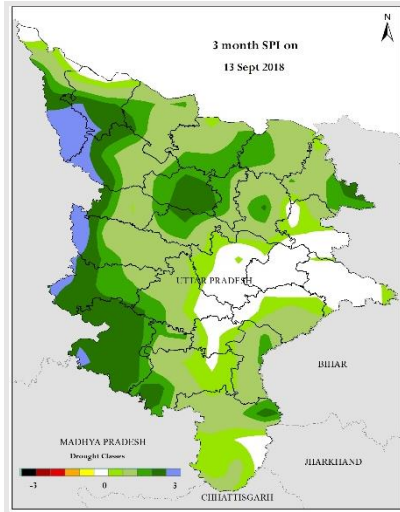 N
3 month SPI on
13 Sept 2018
UTTAR PRADESH
BIHAR
MADHYA PRADESH
Drought Classes
JHARKHAND
-3 0 3
CHHATTISGARH